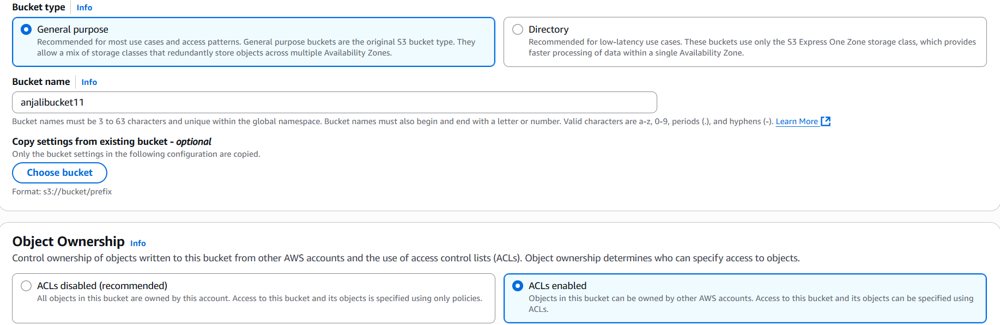 Bucket type Info
General purpose
Recommended for most use cases and access patterns. General purpose buckets are the original S3 bucket type. They
allow a mix of storage classes that redundantly store objects across multiple Availability Zones.
Directory
Recommended for low-latency use cases. These buckets use only the S3 Express One Zone storage class, which provides
faster processing of data within a single Availability Zone.
Bucket name Info
anjalibucket11
Bucket names must be 3 to 63 characters and unique within the global namespace. Bucket names must also begin and end with a letter or number. Valid characters are a-z, 0-9, periods (.), and hyphens (-). Learn More
Copy settings from existing bucket - optional
Only the bucket settings in the following configuration are copied.
Choose bucket
Format: s3://bucket/prefix
Object Ownership Info
Control ownership of objects written to this bucket from other AWS accounts and the use of access control lists (ACLs). Object ownership determines who can specify access to objects.
ACLs disabled (recommended)
All objects in this bucket are owned by this account. Access to this bucket and its objects is specified using only policies.
ACLs enabled
Objects in this bucket can be owned by other AWS accounts. Access to this bucket and its objects can be specified using
ACLs.